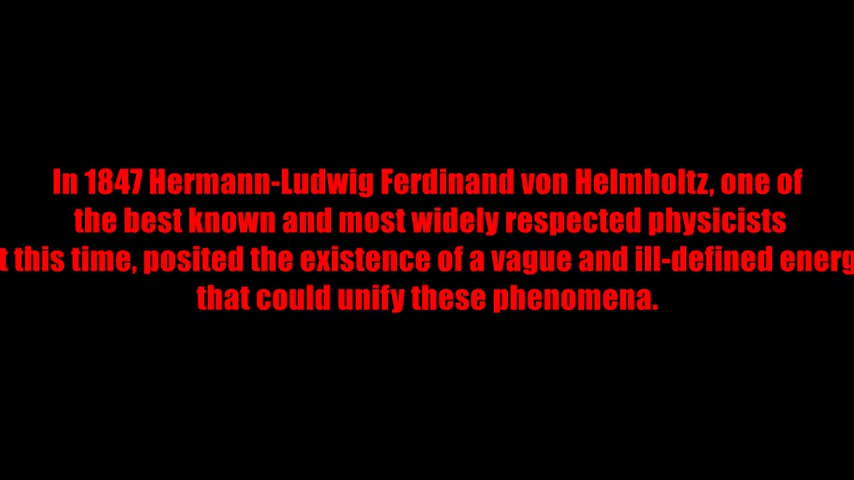 In 1847 Hermann-Ludwig Ferdinand von Helmholtz, one of
the best known and most widely respected physicists
t this time, posited the existence of a vague and ill-defined energ
that could unify these phenomena.